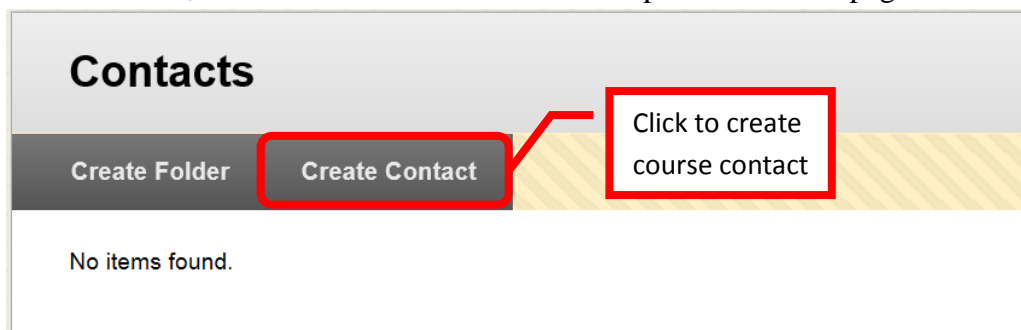 Contacts
Click to create
course contact
Create Folder
Create Contact
No items found.